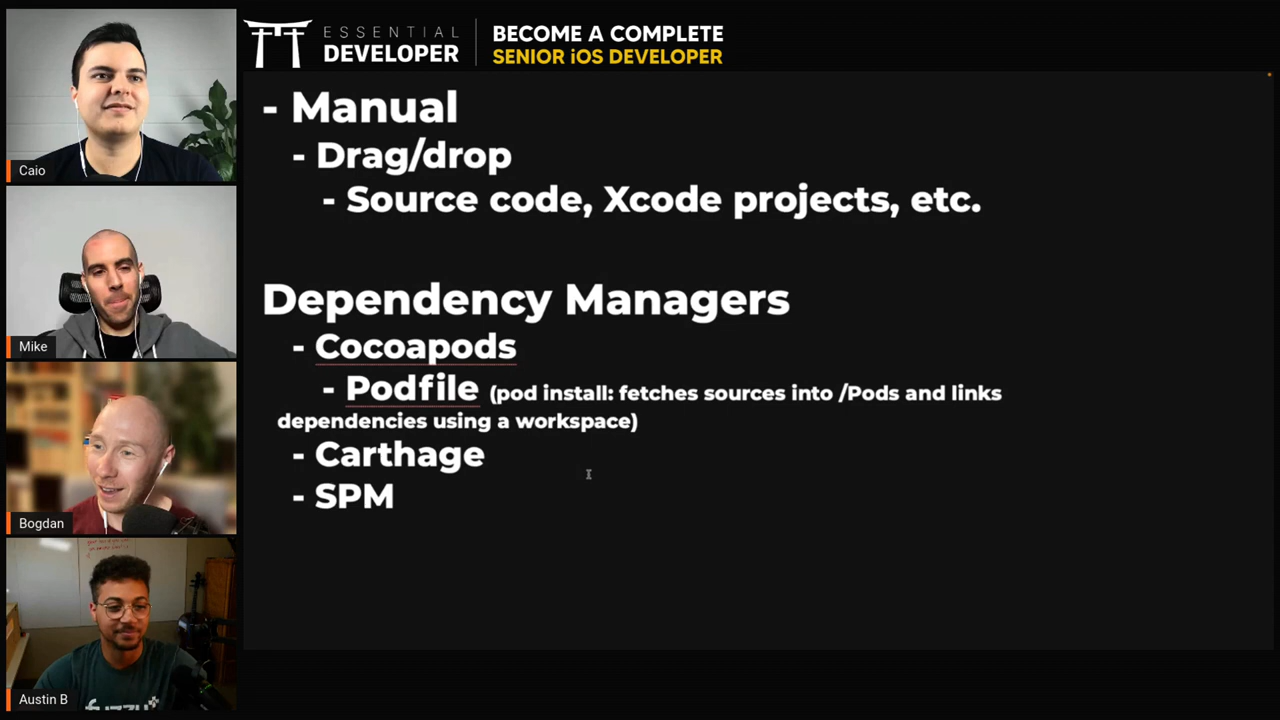 ESSENTIAL
DEVELOPER
BECOME A COMPLETE
SENIOR iOS DEVELOPER
- Manual
- Drag/drop
- Source code, Xcode projects, etc.
Dependency Managers
- Cocoapods
- Podfile (pod install: fetches sources into /Pods and links
dependencies using a workspace)
- Carthage
- SPM
Caio
Mike
Bogdan
Austin B